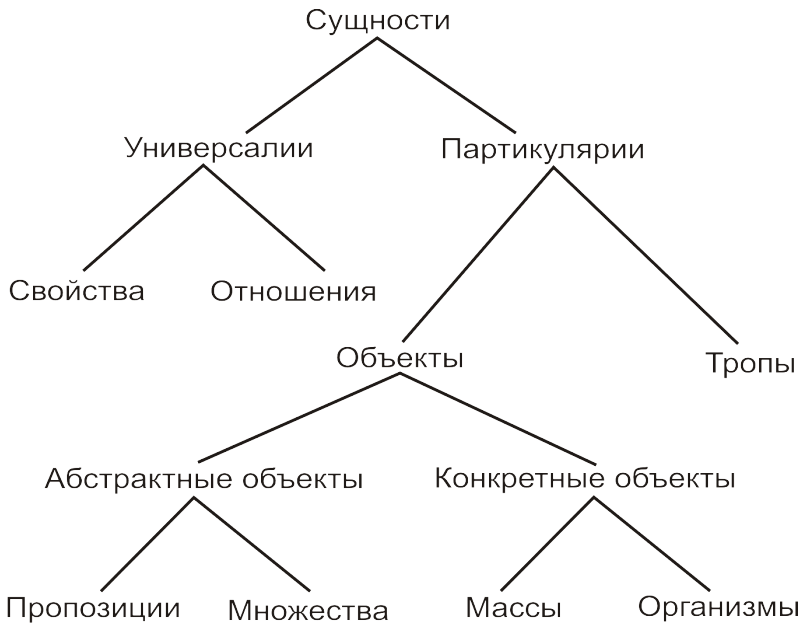 Сущности
Универсалии
Партикулярии
Свойства
Отношения
Объекты
Тропы
Абстрактные объекты
Конкретные объекты
Пропозиции
Множества
Массы
Организмы